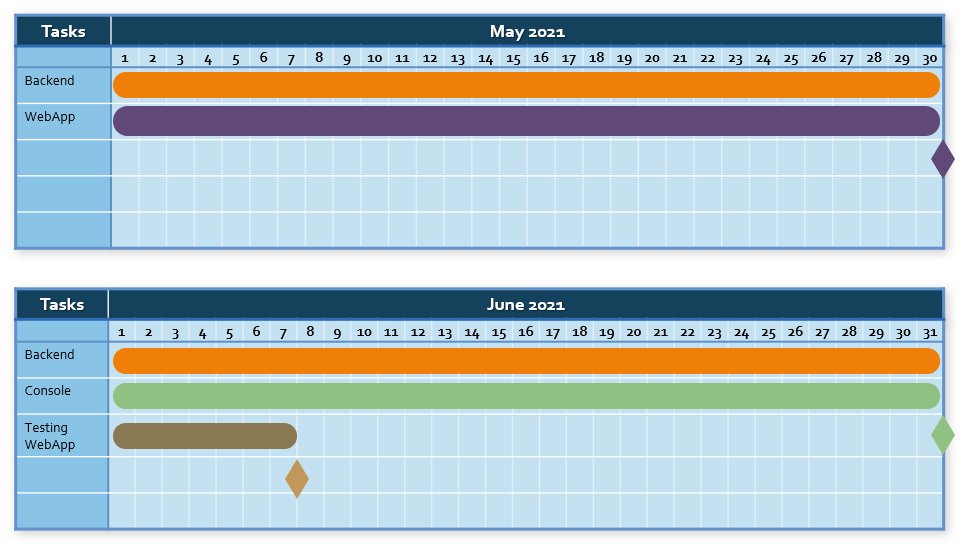 Tasks May 2021
1 2 3 4 5 6 7 8 9 10 11 12 13 14 15 16 17 18 19 20 21 22 23 24 25 26 27 28 29 30
Backend
WebApp
Tasks June 2021
1 2 3 4 5 6 7 8 9 10 11 12 13 14 15 16 17 18 19 20 21 22 23 24 25 26 27 28 29 30 31
Backend
Console
Testing
WebApp